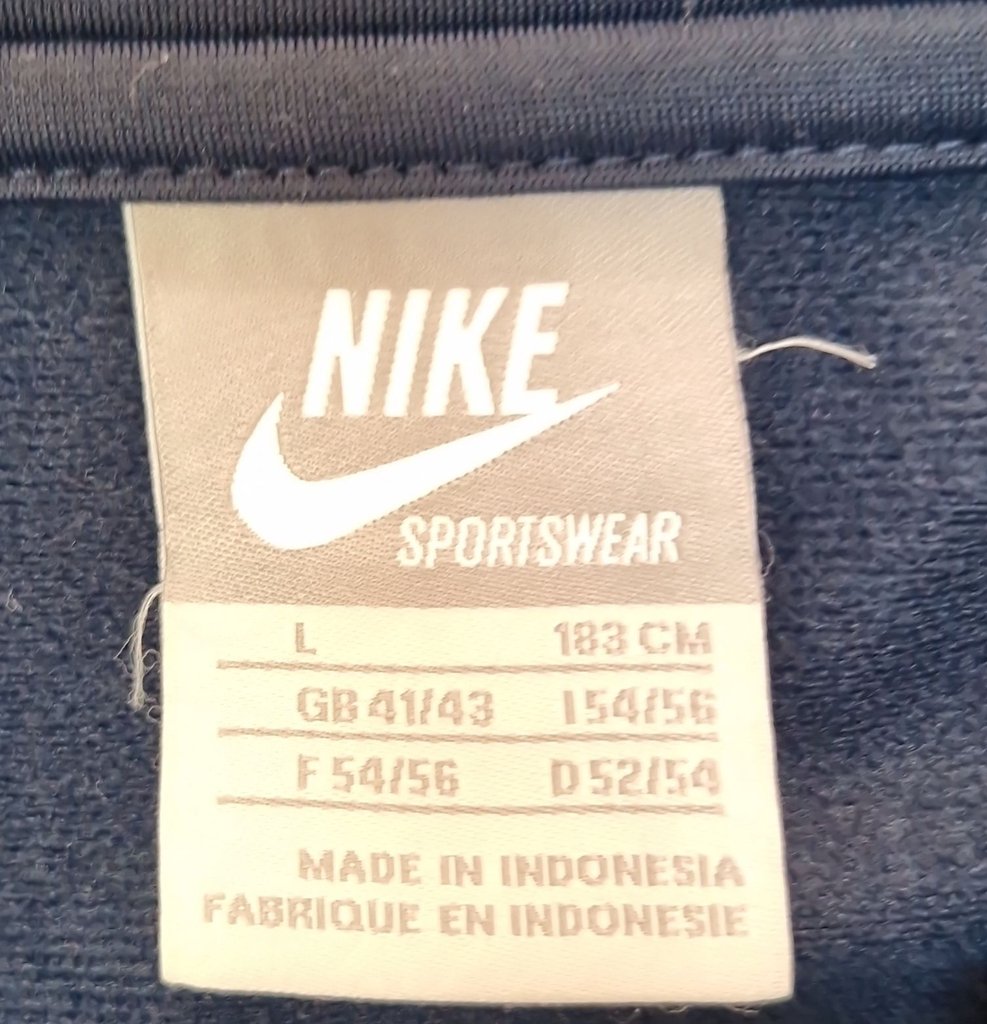 NIKE
SPORTSWEAR
L 183 CM
GB 41/43 I 54/56
F 54/56 D 52/54
MADE IN INDONESIA
FABRIQUE EN INDONESIE